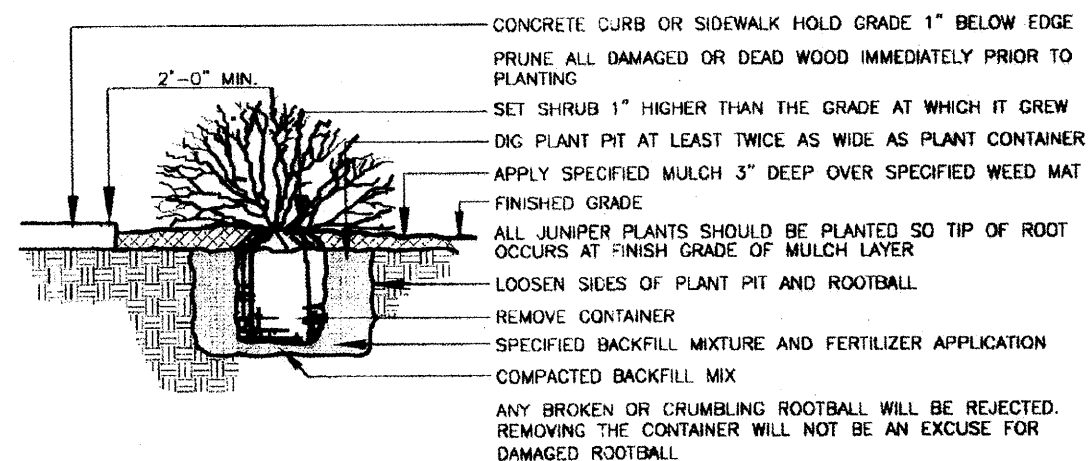 CONCRETE CURB OR SIDEWALK HOLD GRADE 1" BELOW EDGE
PRUNE ALL DAMAGED OR DEAD WOOD IMMEDIATELY PRIOR TO
PLANTING
2'-0" MIN.
SET SHRUB 1" HIGHER THAN THE GRADE AT WHICH IT GREW
DIG PLANT PIT AT LEAST TWICE AS WIDE AS PLANT CONTAINER
APPLY SPECIFIED MULCH 3" DEEP OVER SPECIFIED WEED MAT
FINISHED GRADE
ALL JUNIPER PLANTS SHOULD BE PLANTED SO TIP OF ROOT
OCCURS AT FINISH GRADE OF MULCH LAYER
LOOSEN SIDES OF PLANT PIT AND ROOTBALL
REMOVE CONTAINER
SPECIFIED BACKFILL MIXTURE AND FERTILIZER APPLICATION
COMPACTED BACKFILL MIX
ANY BROKEN OR CRUMBLING ROOTBALL WILL BE REJECTED.
REMOVING THE CONTAINER WILL NOT BE AN EXCUSE FOR
DAMAGED ROOTBALL